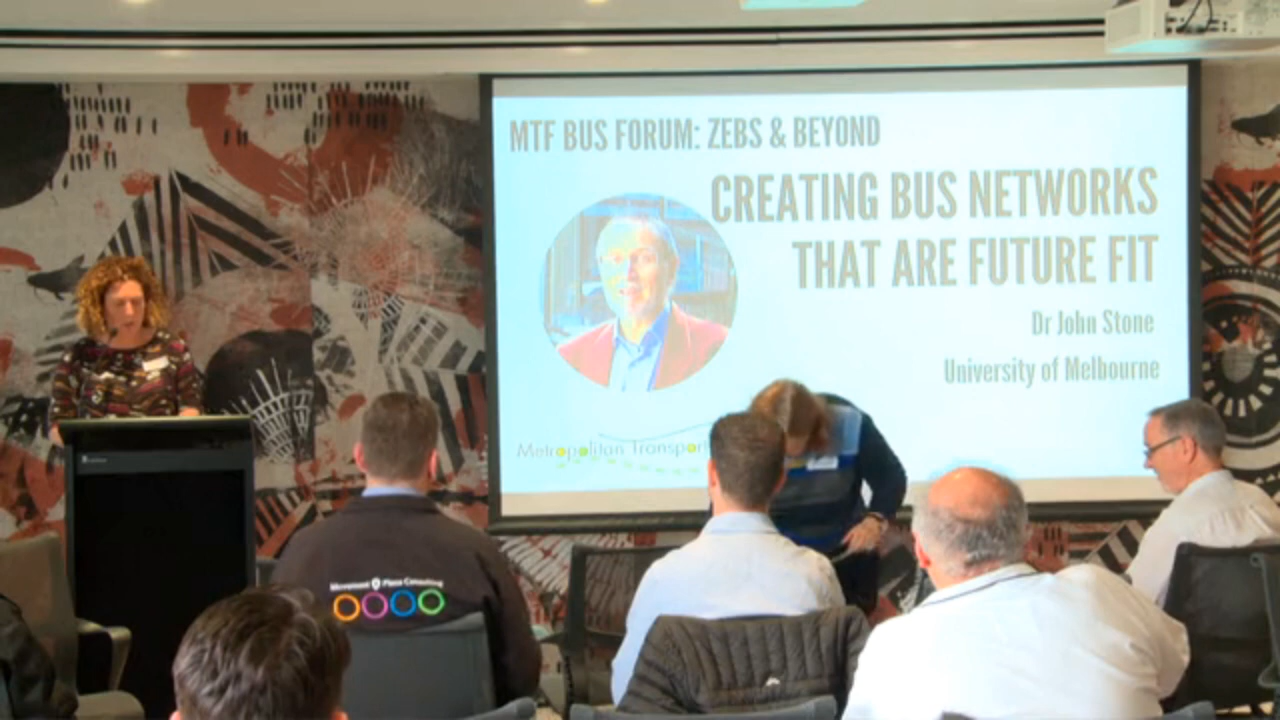 MTF BUS FORUM: ZEBS & BEYOND
CREATING BUS NETWORKS
THAT ARE FUTURE FIT
Dr John Stone
University of Melbourne
Metropolitan Transport
Movement & Place Consulting